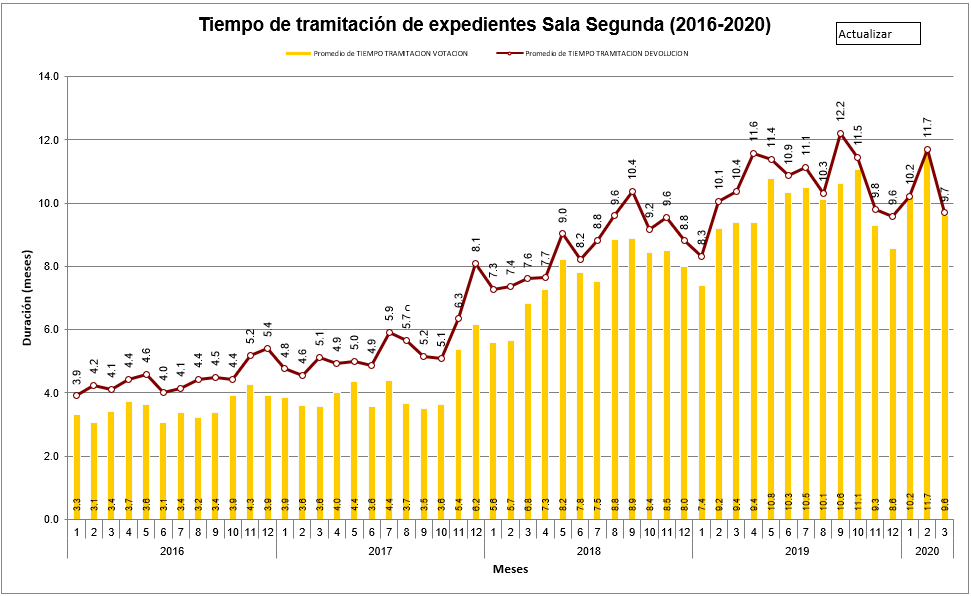 Tiempo de tramitación de expedientes Sala Segunda (2016-2020)
Actualizar
Promedio de TIEMPO TRAMITACION VOTACION Promedio de TIEMPO TRAMITACION DEVOLUCION
14.0
12.0
10.0
8.0
6.0
4.0
2.0
0.0
Duración (meses)
3.9 4.2 4.1 4.4 4.6 4.0 4.1 4.4 4.5 4.4 5.2 5.4 4.8 4.6 5.1 4.9 5.0 4.9 5.9 5.7 5.2 5.1 6.3 8.1 7.3 7.4 7.6 7.7 9.0 8.2 8.8 9.6 10.4 9.2 9.6 8.8 8.3 10.1 10.4 11.6 11.4 10.9 11.1 10.3 12.2 11.5 9.8 9.6 10.2 11.7 9.7
3.3 3.1 3.4 3.7 3.6 3.1 3.4 3.2 3.4 3.9 4.3 3.9 3.9 3.6 3.6 4.0 4.4 3.6 4.4 3.7 3.5 3.6 5.4 6.2 5.6 5.7 6.8 7.3 8.2 7.8 7.5 8.8 8.9 8.4 8.5 8.0 7.4 9.2 9.4 9.4 10.8 10.3 10.5 10.1 10.6 11.1 9.3 8.6 10.2 11.7 9.6
1 2 3 4 5 6 7 8 9 10 11 12 1 2 3 4 5 6 7 8 9 10 11 12 1 2 3 4 5 6 7 8 9 10 11 12 1 2 3 4 5 6 7 8 9 10 11 12 1 2 3
2016 2017 2018 2019 2020
Meses